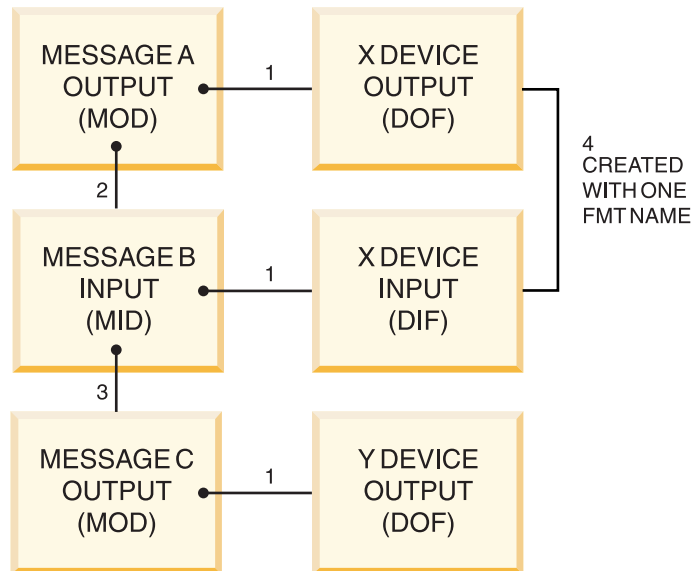 MESSAGE A
OUTPUT
(MOD)
1
X DEVICE
OUTPUT
(DOF)
4
CREATED
WITH ONE
FMT NAME
2
MESSAGE B
INPUT
(MID)
1
X DEVICE
INPUT
(DIF)
3
MESSAGE C
OUTPUT
(MOD)
1
Y DEVICE
OUTPUT
(DOF)